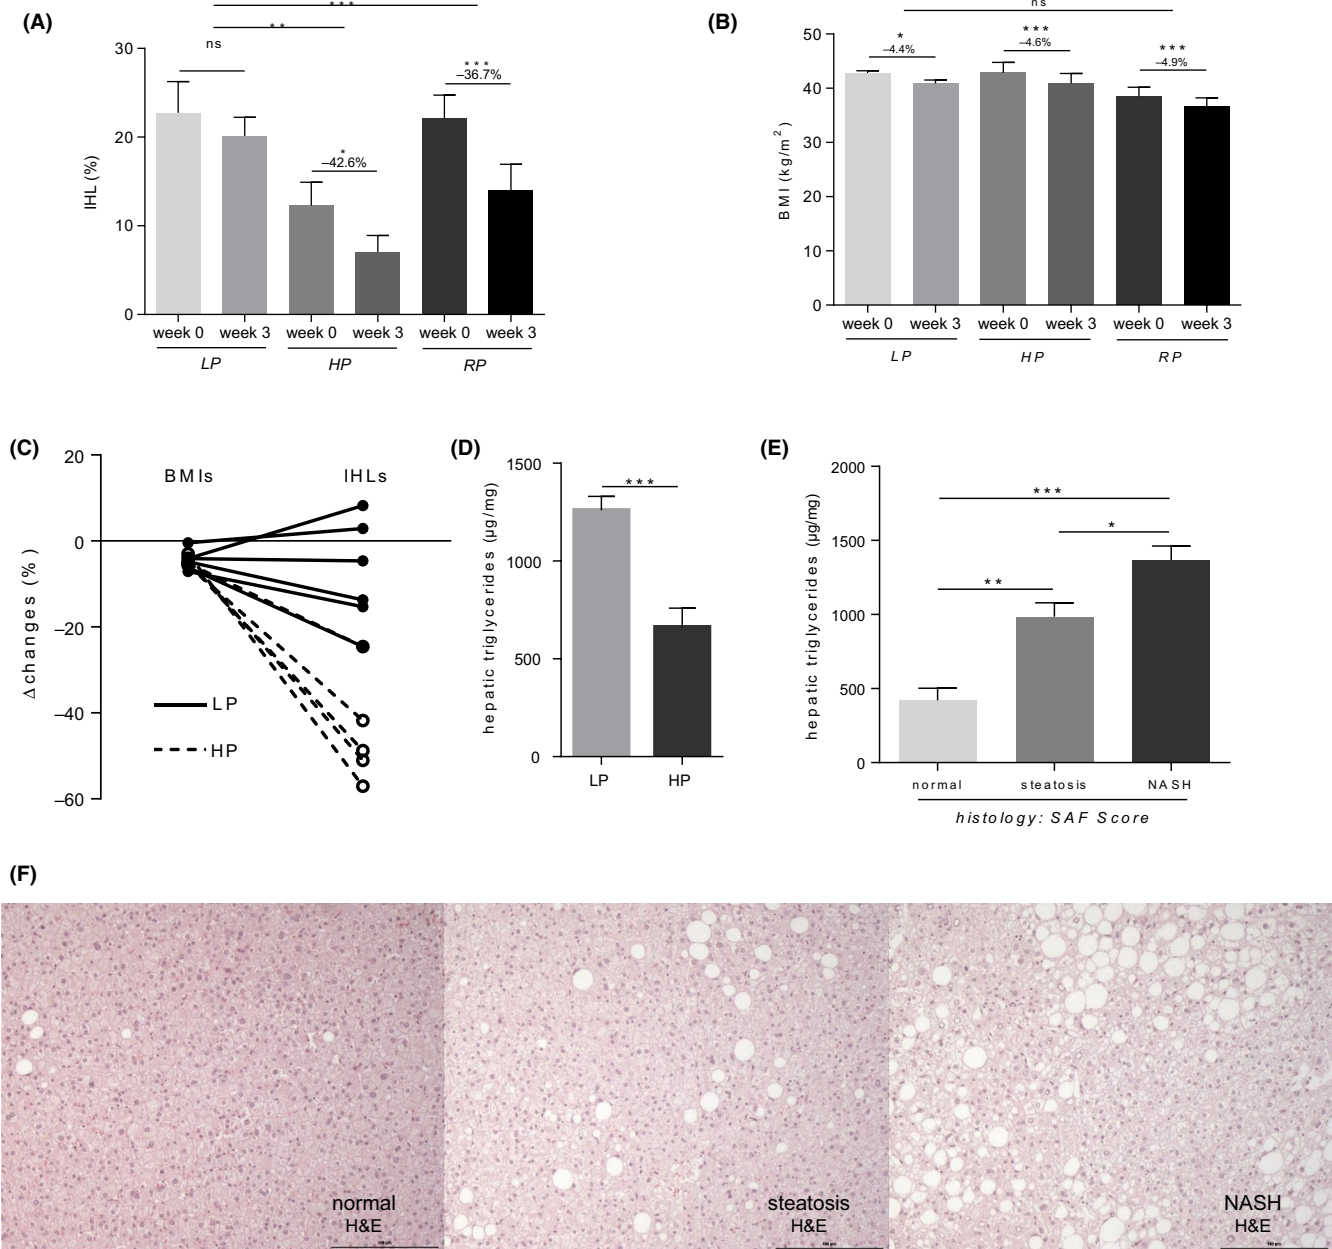 (A)
***
**
ns
***
–36.7%
*
–42.6%
30
20
10
0
IHL (%)
week 0
week 3
week 0
week 3
week 0
week 3
LP
HP
RP
(B)
ns
*
–4.4%
***
–4.6%
***
–4.9%
50
40
30
20
10
0
BMI (kg/m²)
week 0
week 3
week 0
week 3
week 0
week 3
LP
HP
RP
(C)
BMIs
IHLs
20
0
–20
–40
–60
Δchanges (%)
LP
HP
(D)
***
1500
1000
500
0
hepatic triglycerides (µg/mg)
LP
HP
(E)
***
*
**
2000
1500
1000
500
0
hepatic triglycerides (µg/mg)
normal
steatosis
NASH
histology: SAF Score
(F)
normal
H&E
steatosis
H&E
NASH
H&E